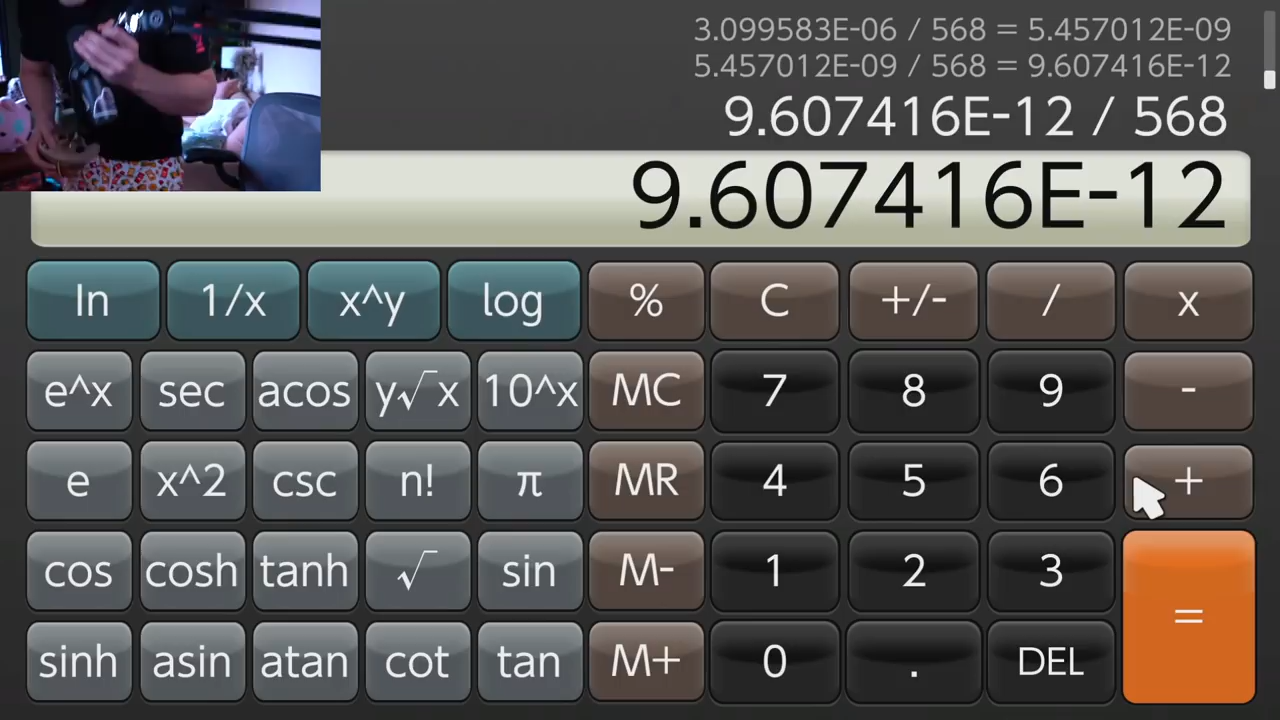 3.099583E-06 / 568 = 5.457012E-09
5.457012E-09 / 568 = 9.607416E-12
9.607416E-12 / 568
9.607416E-12
ln 1/x x^y log % C +/- / x
e^x sec acos y√x 10^x MC 7 8 9 -
e x^2 csc n! π MR 4 5 6 +
cos cosh tanh √ sin M- 1 2 3
=
sinh asin atan cot tan M+ 0 . DEL